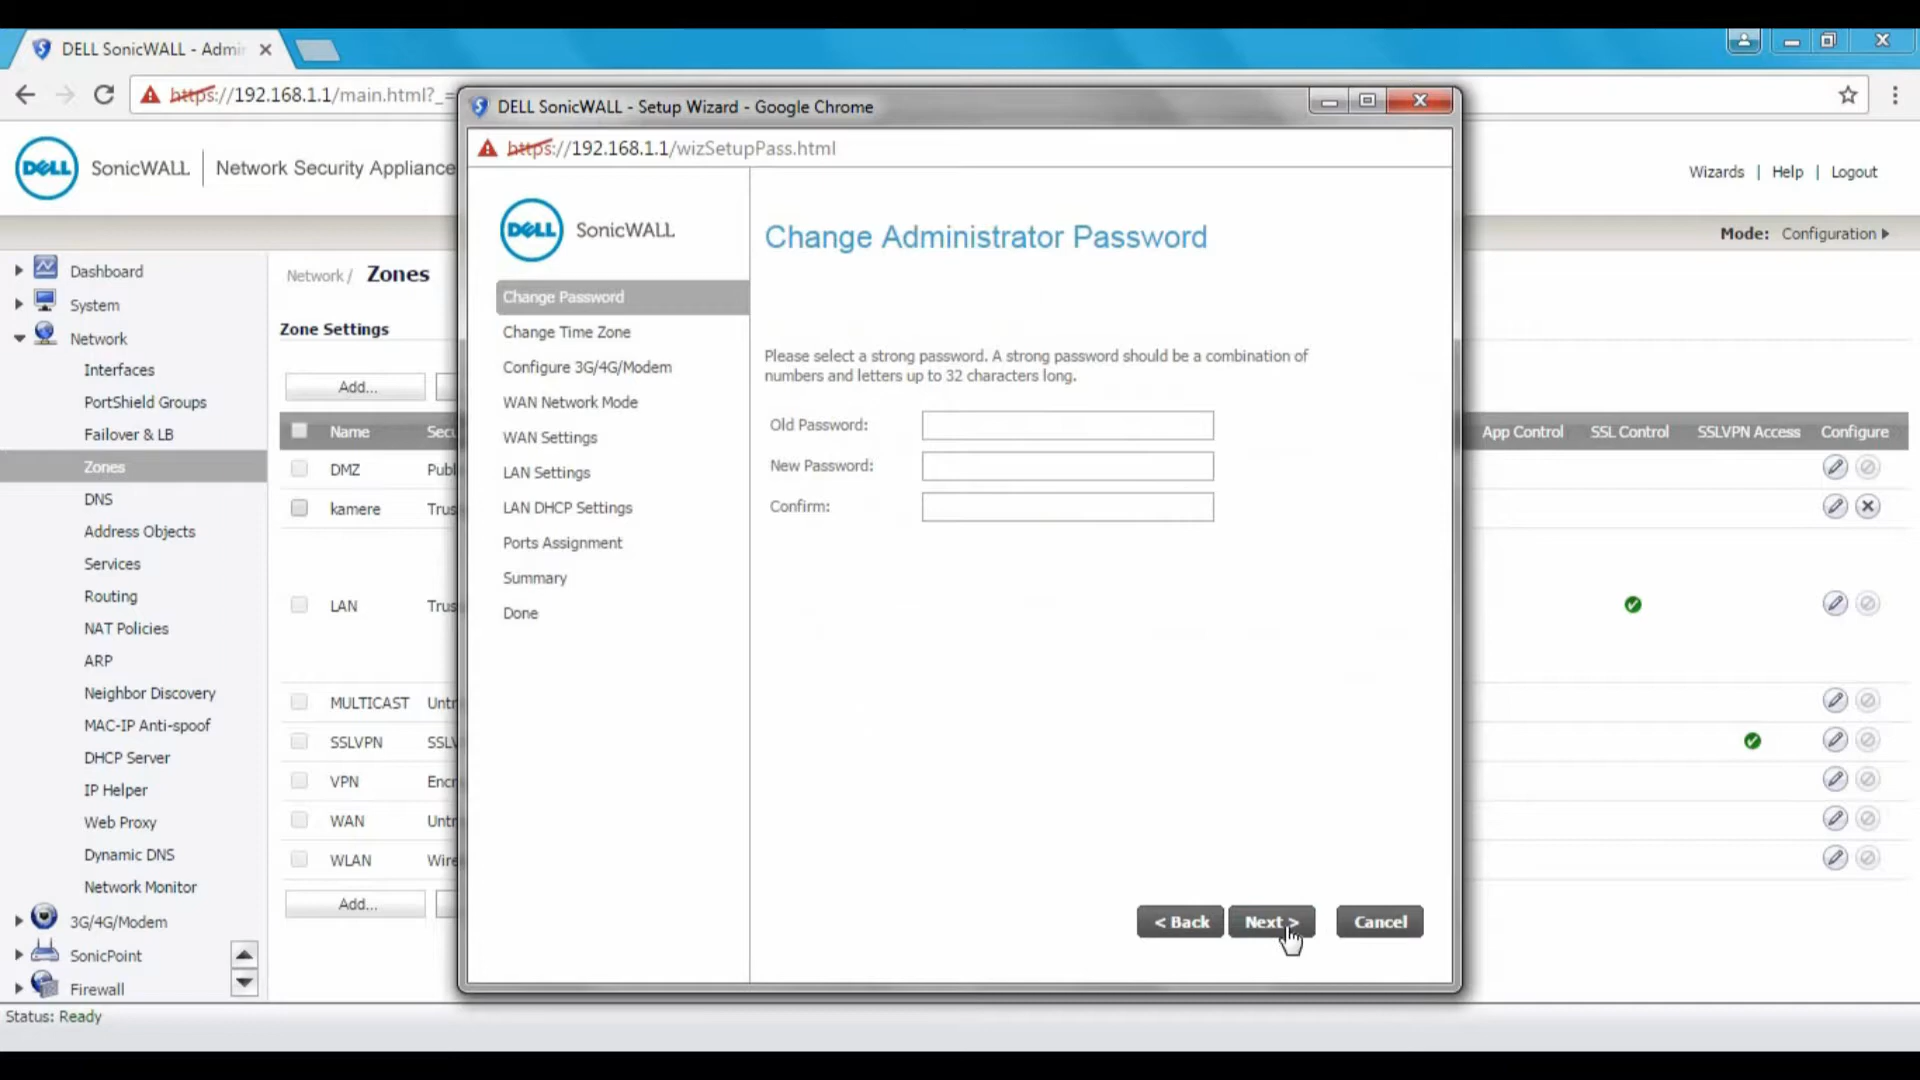 DELL SonicWALL - Admi
https://192.168.1.1/main.html?_=
DELL SonicWALL - Setup Wizard - Google Chrome
https://192.168.1.1/wizSetupPass.html
DELL SonicWALL | Network Security Appliance
Wizards | Help | Logout
Mode: Configuration
Dashboard
System
Network
Interfaces
PortShield Groups
Failover & LB
Zones
DNS
Address Objects
Services
Routing
NAT Policies
ARP
Neighbor Discovery
MAC-IP Anti-spoof
DHCP Server
IP Helper
Web Proxy
Dynamic DNS
Network Monitor
3G/4G/Modem
SonicPoint
Firewall
Network / Zones
Zone Settings
Add...
Name Secu App Control SSL Control SSLVPN Access Configure
DMZ Publ
kamere Trus
LAN Trus
MULTICAST Untr
SSLVPN SSLV
VPN Encr
WAN Untr
WLAN Wire
Add...
DELL SonicWALL
Change Password
Change Time Zone
Configure 3G/4G/Modem
WAN Network Mode
WAN Settings
LAN Settings
LAN DHCP Settings
Ports Assignment
Summary
Done
Change Administrator Password
Please select a strong password. A strong password should be a combination of
numbers and letters up to 32 characters long.
Old Password:
New Password:
Confirm:
< Back Next > Cancel
Status: Ready